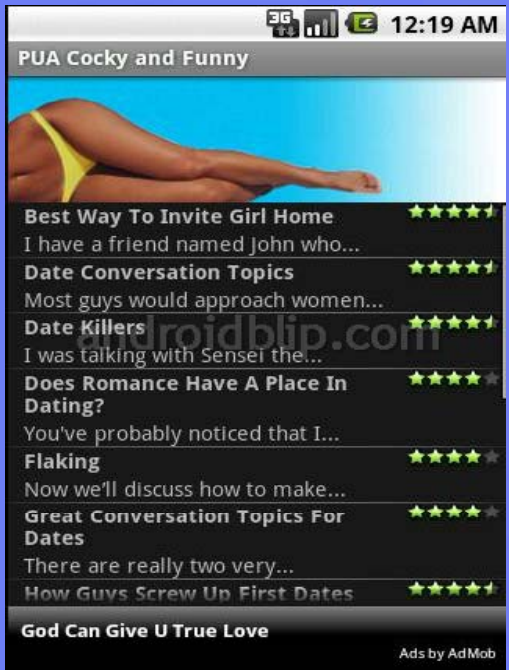 3G 12:19 AM
PUA Cocky and Funny
Best Way To Invite Girl Home
I have a friend named John who...
Date Conversation Topics
Most guys would approach women...
Date Killers
androidblip.com
I was talking with Sensei the...
Does Romance Have A Place In
Dating?
You've probably noticed that I...
Flaking
Now we'll discuss how to make...
Great Conversation Topics For
Dates
There are really two very...
How Guys Screw Up First Dates
God Can Give U True Love
Ads by AdMob